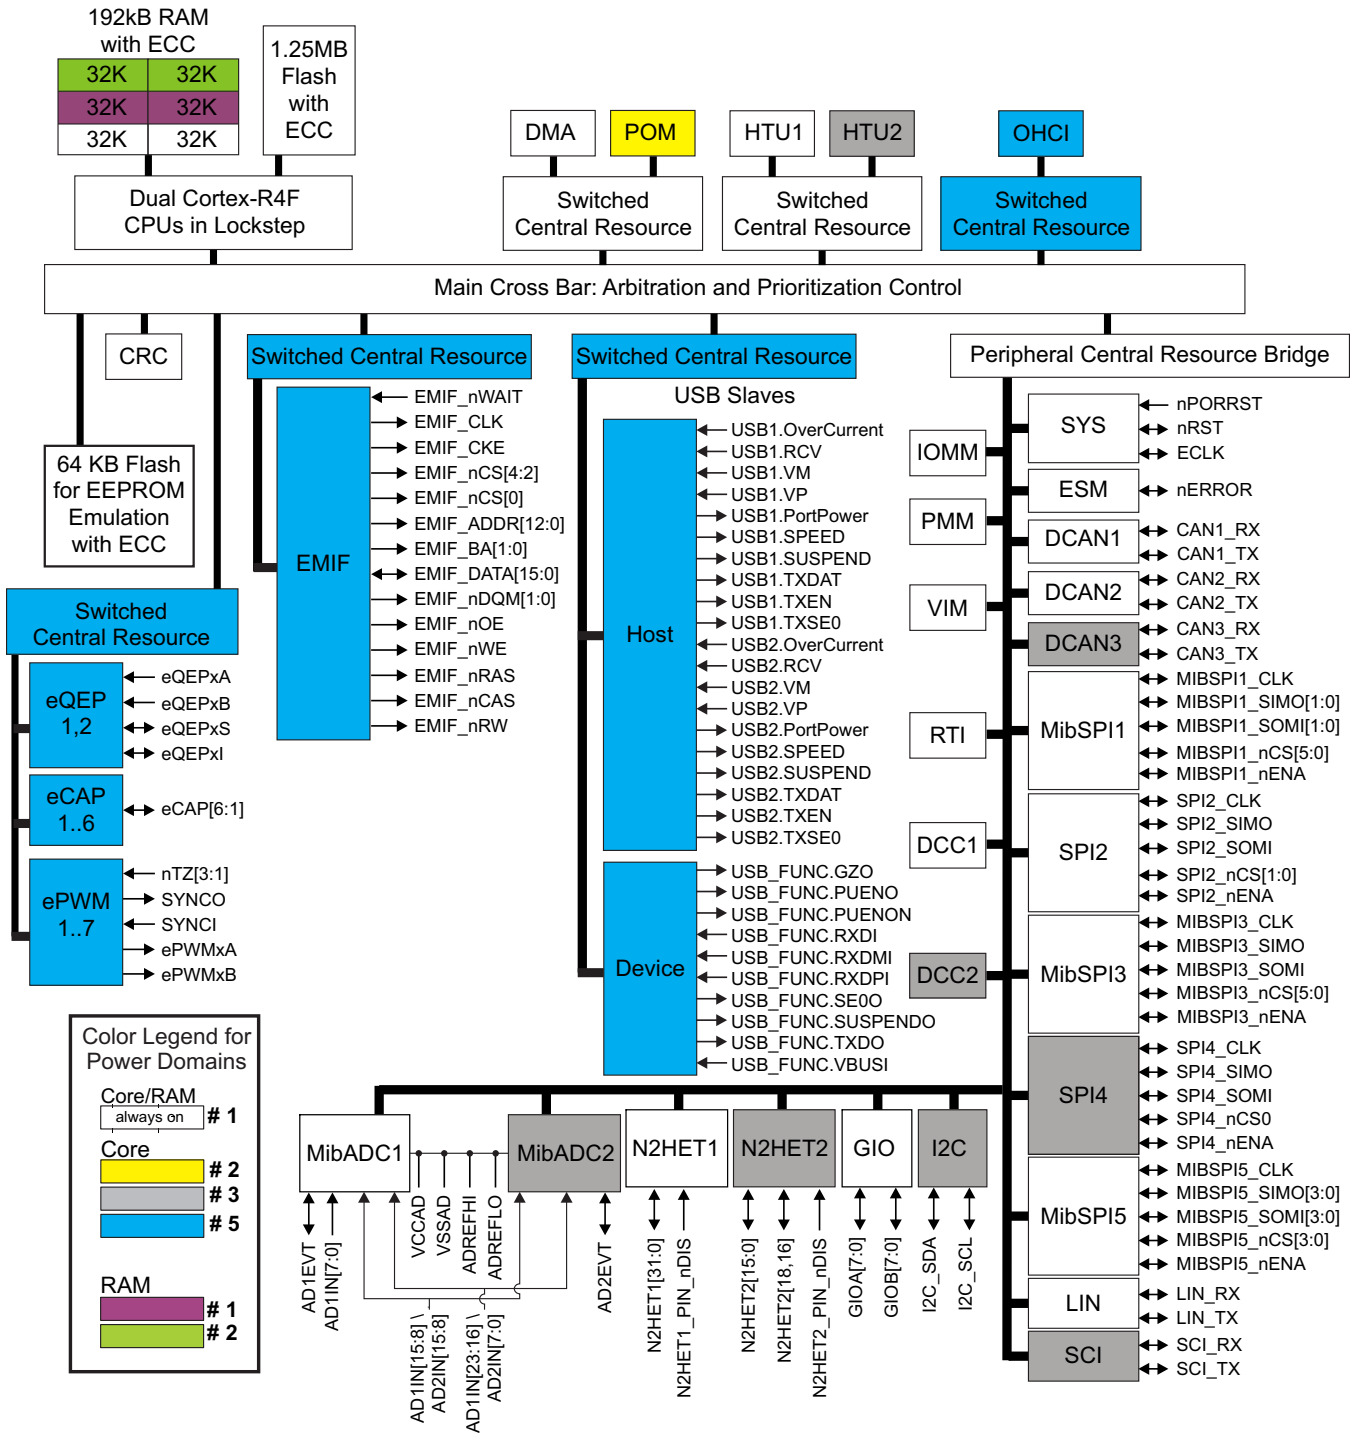 192kB RAM
with ECC
32K 32K
32K 32K
32K 32K
1.25MB
Flash
with
ECC
DMA
POM
HTU1
HTU2
OHCI
Dual Cortex-R4F
CPUs in Lockstep
Switched
Central Resource
Switched
Central Resource
Switched
Central Resource
Main Cross Bar: Arbitration and Prioritization Control
CRC
Switched Central Resource
Switched Central Resource
Peripheral Central Resource Bridge
64 KB Flash
for EEPROM
Emulation
with ECC
EMIF
EMIF_nWAIT
EMIF_CLK
EMIF_CKE
EMIF_nCS[4:2]
EMIF_nCS[0]
EMIF_ADDR[12:0]
EMIF_BA[1:0]
EMIF_DATA[15:0]
EMIF_nDQM[1:0]
EMIF_nOE
EMIF_nWE
EMIF_nRAS
EMIF_nCAS
EMIF_nRW
USB Slaves
Host
USB1.OverCurrent
USB1.RCV
USB1.VM
USB1.VP
USB1.PortPower
USB1.SPEED
USB1.SUSPEND
USB1.TXDAT
USB1.TXEN
USB1.TXSE0
USB2.OverCurrent
USB2.RCV
USB2.VM
USB2.VP
USB2.PortPower
USB2.SPEED
USB2.SUSPEND
USB2.TXDAT
USB2.TXEN
USB2.TXSE0
Device
USB_FUNC.GZO
USB_FUNC.PUENO
USB_FUNC.PUENON
USB_FUNC.RXDI
USB_FUNC.RXDMI
USB_FUNC.RXDPI
USB_FUNC.SE0O
USB_FUNC.SUSPENDO
USB_FUNC.TXDO
USB_FUNC.VBUSI
Switched
Central Resource
eQEP
1,2
eQEPxA
eQEPxB
eQEPxS
eQEPxI
eCAP
1..6
eCAP[6:1]
ePWM
1..7
nTZ[3:1]
SYNCO
SYNCI
ePWMxA
ePWMxB
IOMM
PMM
VIM
RTI
DCC1
DCC2
SYS
nPORRST
nRST
ECLK
ESM
nERROR
DCAN1
CAN1_RX
CAN1_TX
DCAN2
CAN2_RX
CAN2_TX
DCAN3
CAN3_RX
CAN3_TX
MibSPI1
MIBSPI1_CLK
MIBSPI1_SIMO[1:0]
MIBSPI1_SOMI[1:0]
MIBSPI1_nCS[5:0]
MIBSPI1_nENA
SPI2
SPI2_CLK
SPI2_SIMO
SPI2_SOMI
SPI2_nCS[1:0]
SPI2_nENA
MibSPI3
MIBSPI3_CLK
MIBSPI3_SIMO
MIBSPI3_SOMI
MIBSPI3_nCS[5:0]
MIBSPI3_nENA
SPI4
SPI4_CLK
SPI4_SIMO
SPI4_SOMI
SPI4_nCS0
SPI4_nENA
MibSPI5
MIBSPI5_CLK
MIBSPI5_SIMO[3:0]
MIBSPI5_SOMI[3:0]
MIBSPI5_nCS[3:0]
MIBSPI5_nENA
LIN
LIN_RX
LIN_TX
SCI
SCI_RX
SCI_TX
Color Legend for
Power Domains
Core/RAM
always on # 1
Core
# 2
# 3
# 5
RAM
# 1
# 2
MibADC1
MibADC2
N2HET1
N2HET2
GIO
I2C
AD1EVT
AD1IN[7:0]
VCCAD
VSSAD
ADREFHI
ADREFLO
AD2EVT
AD1IN[15:8] \
AD2IN[15:8]
AD1IN[23:16] \
AD2IN[7:0]
N2HET1[31:0]
N2HET1_PIN_nDIS
N2HET2[15:0]
N2HET2[18,16]
N2HET2_PIN_nDIS
GIOA[7:0]
GIOB[7:0]
I2C_SDA
I2C_SCL